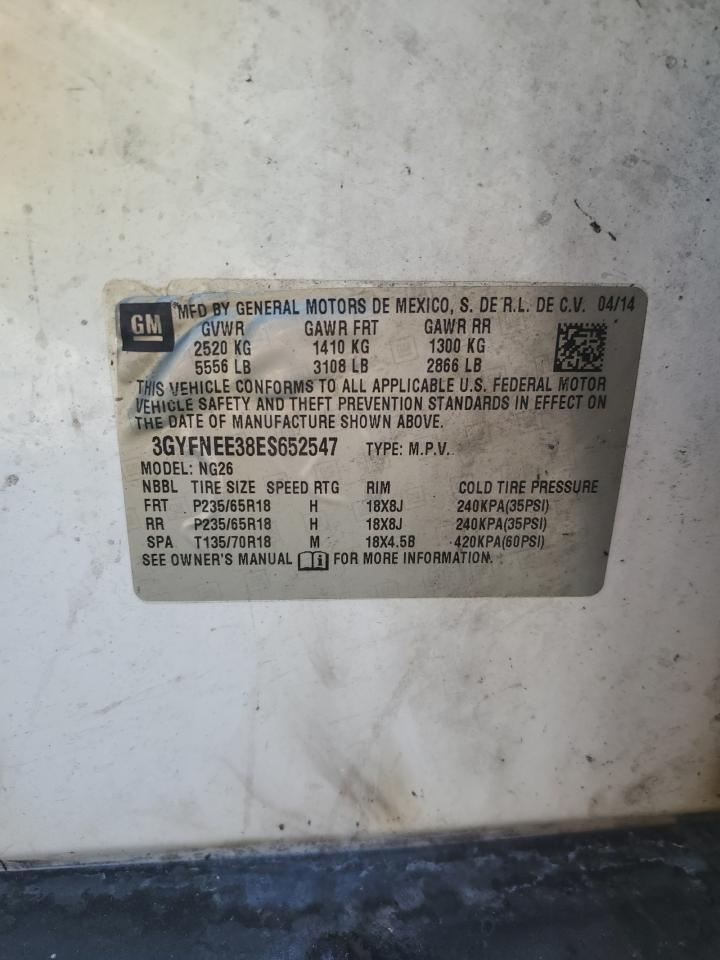 GM
MFD BY GENERAL MOTORS DE MEXICO, S. DE R.L. DE C.V. 04/14
GVWR GAWR FRT GAWR RR
2520 KG 1410 KG 1300 KG
5556 LB 3108 LB 2866 LB
THIS VEHICLE CONFORMS TO ALL APPLICABLE U.S. FEDERAL MOTOR
VEHICLE SAFETY AND THEFT PREVENTION STANDARDS IN EFFECT ON
THE DATE OF MANUFACTURE SHOWN ABOVE.
3GYFNEE38ES652547 TYPE: M.P.V.
MODEL: NG26
NBBL TIRE SIZE SPEED RTG RIM COLD TIRE PRESSURE
FRT P235/65R18 H 18X8J 240KPA(35PSI)
RR P235/65R18 H 18X8J 240KPA(35PSI)
SPA T135/70R18 M 18X4.5B 420KPA(60PSI)
SEE OWNER'S MANUAL FOR MORE INFORMATION.